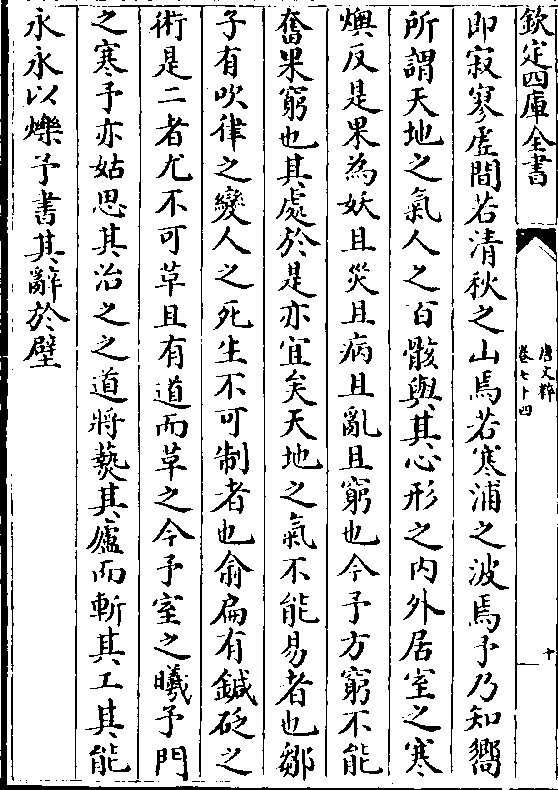 欽定四庫全書
唐文粹
卷七十四
十
即寂寥虛間若清秋之山焉若寒浦之波焉予乃知嚮
所謂天地之氣人之百骸與其心形之内外居室之寒
燠反是果為妖且災且病且亂且窮也今予方窮不能
奮果窮也其處於是亦宜矣天地之氣不能易者也鄒
子有吹律之變人之死生不可制者也俞扁有鍼砭之
術是二者尤不可草且有道而草之今予室之曦予門
之寒予亦姑思其治之之道將爇其廬而斬其工其能
永永以爍予書其辭於壁